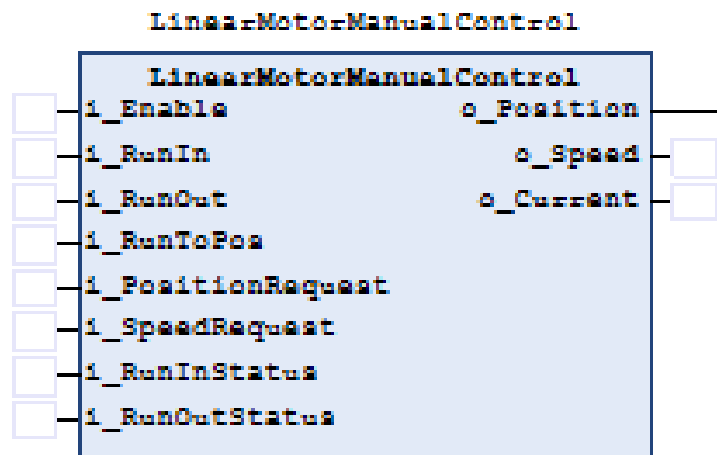 LinearMotorManualControl
LinearMotorManualControl
i_Enable o_Position
i_RunIn o_Speed
i_RunOut o_Current
i_RunToPos
i_PositionRequest
i_SpeedRequest
i_RunInStatus
i_RunOutStatus